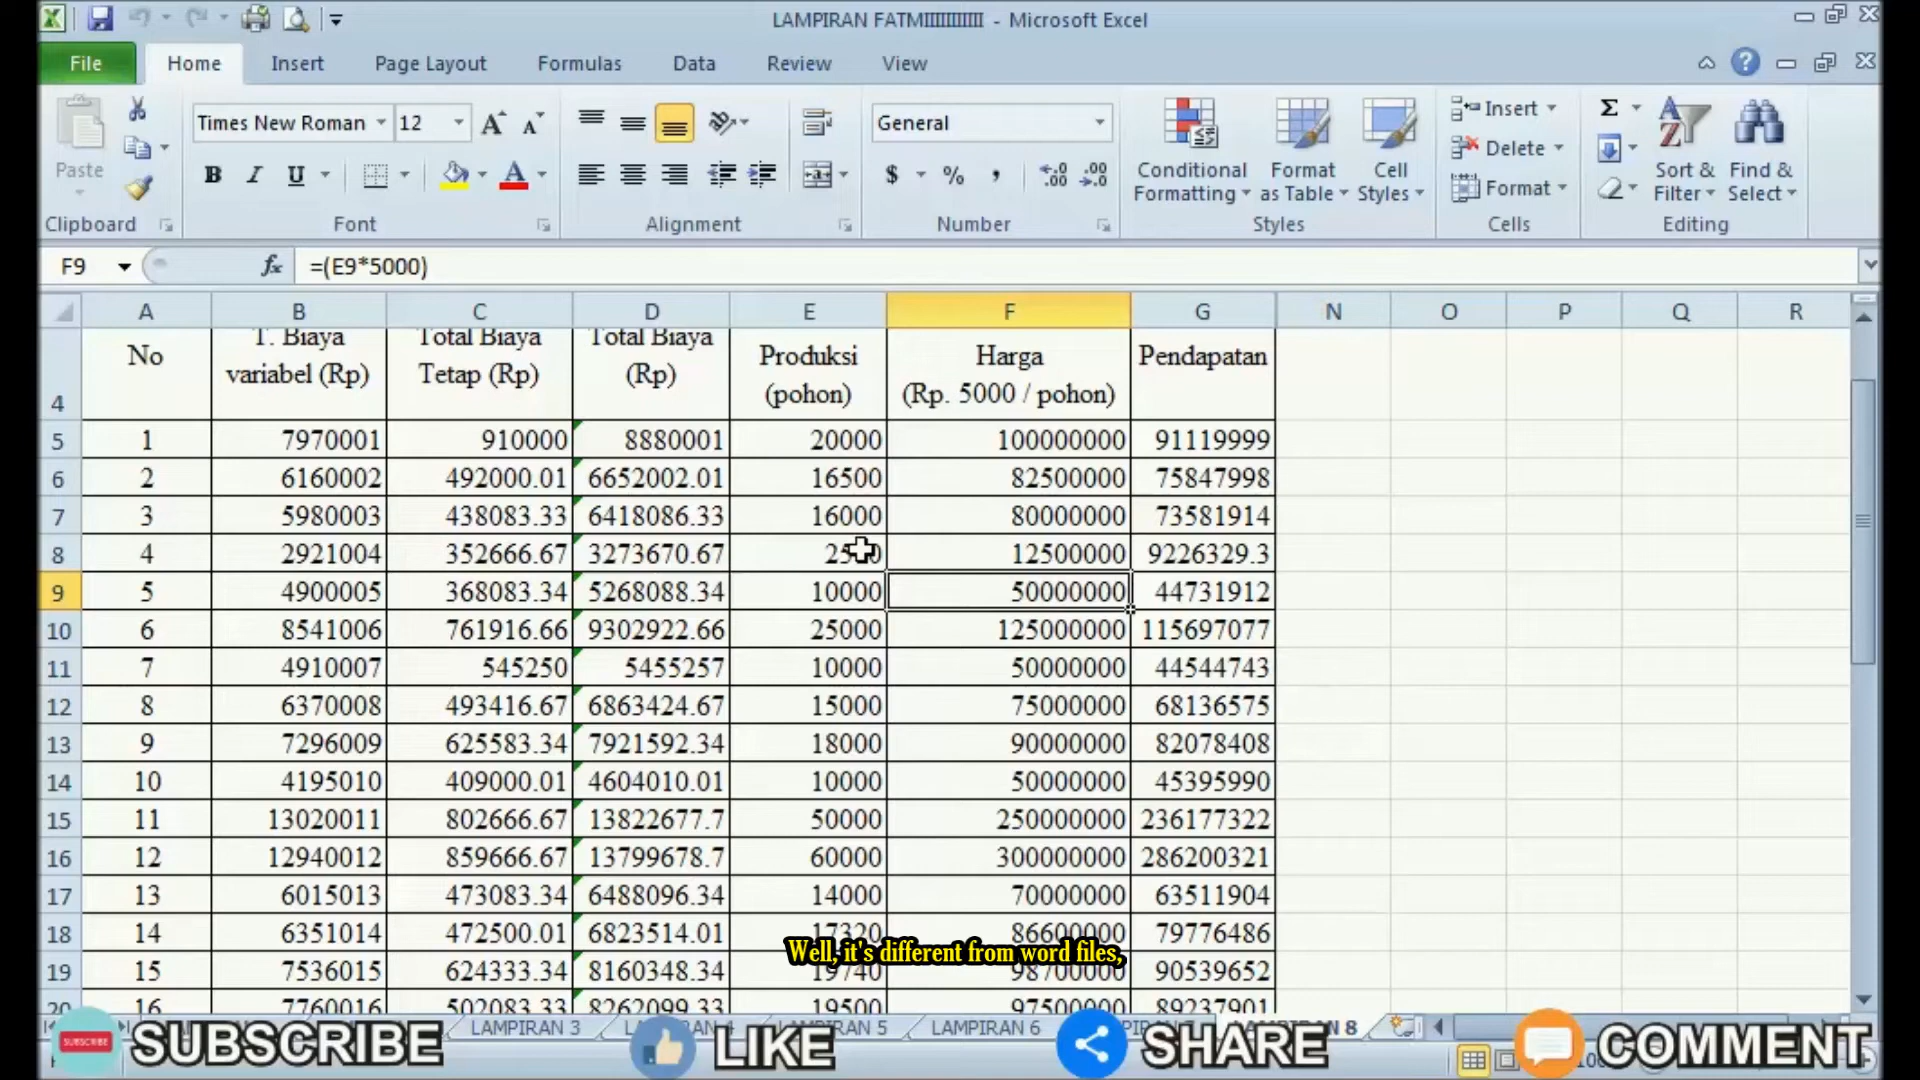 LAMPIRAN FATMIIIIIIIIIII - Microsoft Excel
File Home Insert Page Layout Formulas Data Review View
Paste
Times New Roman 12
B I U
General
$ % ,
Conditional Formatting
Format as Table
Cell Styles
Insert
Delete
Format
Σ
Sort & Filter
Find & Select
Clipboard Font Alignment Number Styles Cells Editing
F9 fx =(E9*5000)
A B C D E F G N O P Q R
4 No T. Biaya variabel (Rp) Total Biaya Tetap (Rp) Total Biaya (Rp) Produksi (pohon) Harga (Rp. 5000 / pohon) Pendapatan
5 1 7970001 910000 8880001 20000 100000000 91119999
6 2 6160002 492000.01 6652002.01 16500 82500000 75847998
7 3 5980003 438083.33 6418086.33 16000 80000000 73581914
8 4 2921004 352666.67 3273670.67 2500 12500000 9226329.3
9 5 4900005 368083.34 5268088.34 10000 50000000 44731912
10 6 8541006 761916.66 9302922.66 25000 125000000 115697077
11 7 4910007 545250 5455257 10000 50000000 44544743
12 8 6370008 493416.67 6863424.67 15000 75000000 68136575
13 9 7296009 625583.34 7921592.34 18000 90000000 82078408
14 10 4195010 409000.01 4604010.01 10000 50000000 45395990
15 11 13020011 802666.67 13822677.7 50000 250000000 236177322
16 12 12940012 859666.67 13799678.7 60000 300000000 286200321
17 13 6015013 473083.34 6488096.34 14000 70000000 63511904
18 14 6351014 472500.01 6823514.01 17320 86600000 79776486
Well, it's different from word files,
19 15 7536015 624333.34 8160348.34 19740 98700000 90539652
20 16 7760016 502083.33 8262099.33 19500 97500000 89237901
LAMPIRAN 3 LAMPIRAN 5 LAMPIRAN 6 8
SUBSCRIBE SUBSCRIBE LIKE SHARE COMMENT